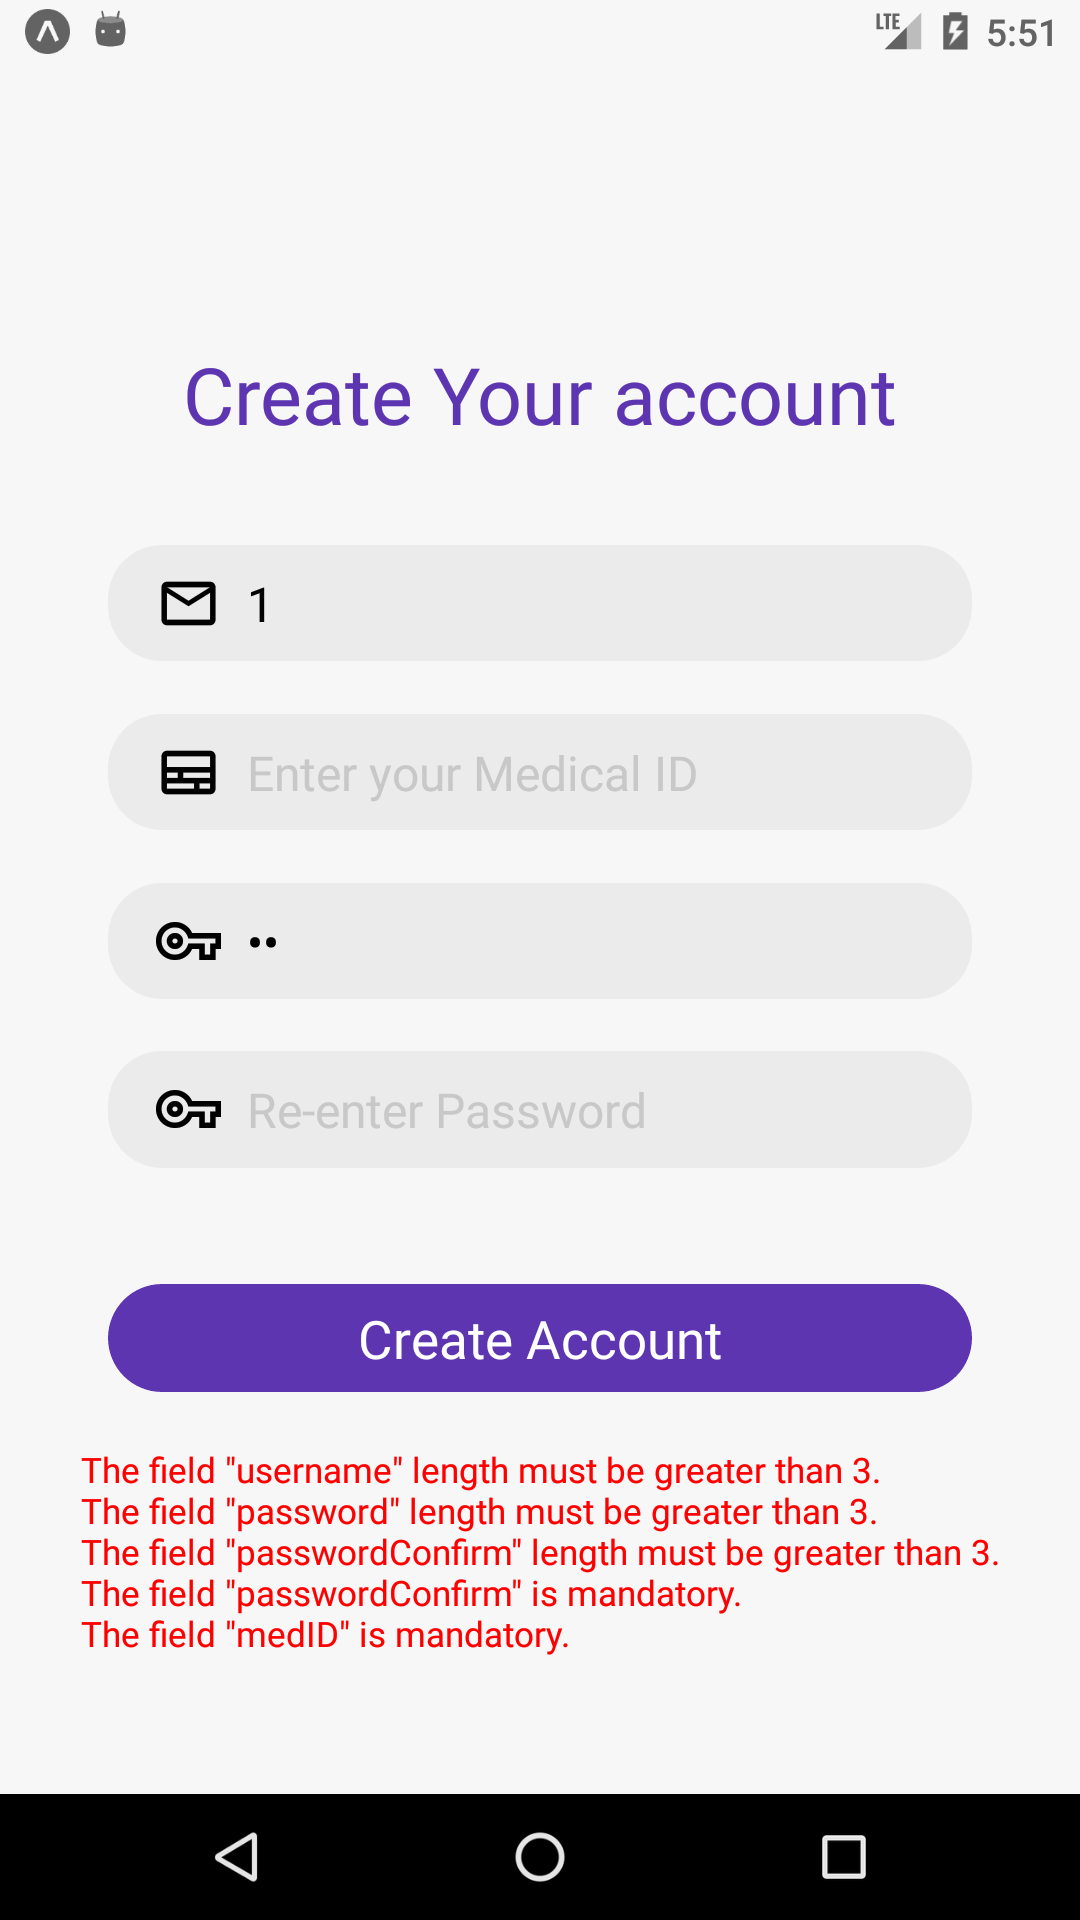 LTE 5:51
Create Your account
1
Enter your Medical ID
••
Re-enter Password
Create Account
The field "username" length must be greater than 3.
The field "password" length must be greater than 3.
The field "passwordConfirm" length must be greater than 3.
The field "passwordConfirm" is mandatory.
The field "medID" is mandatory.